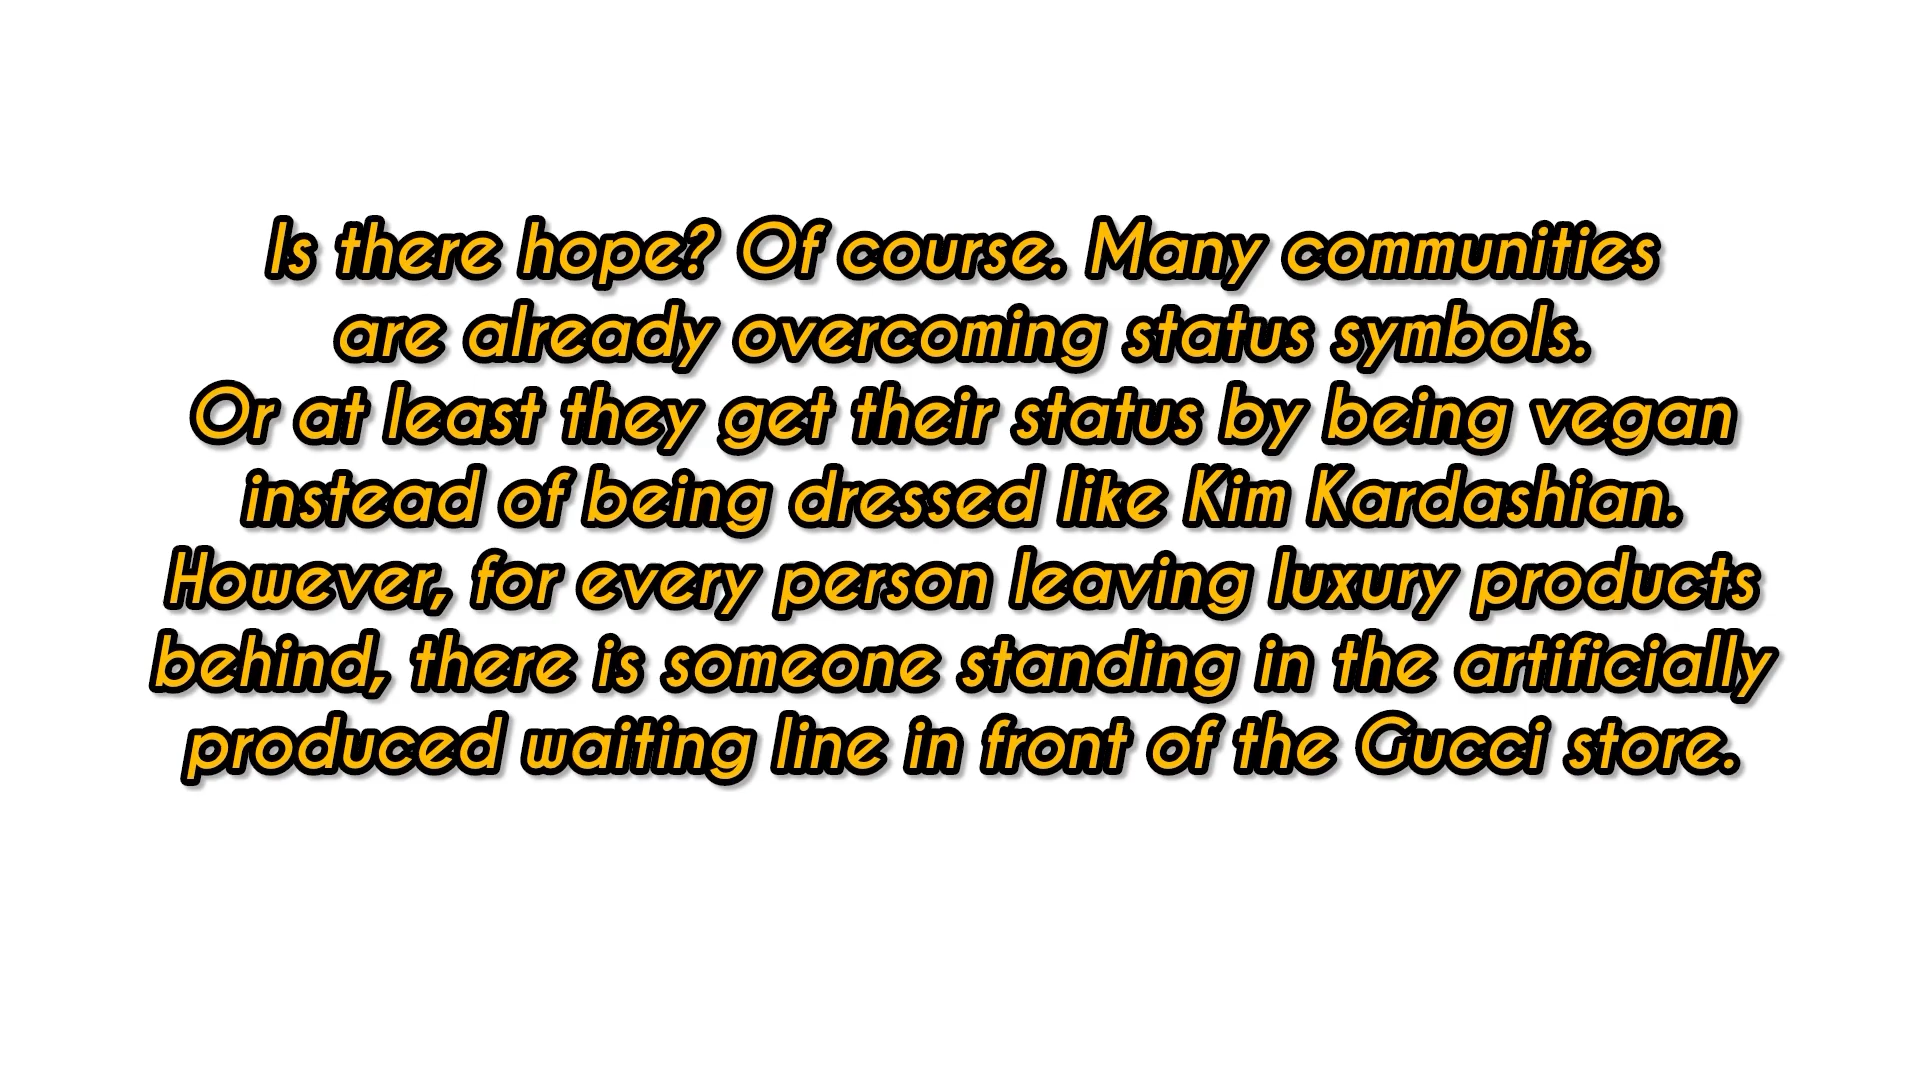 Is there hope? Of course. Many communities
are already overcoming status symbols.
Or at least they get their status by being vegan
instead of being dressed like Kim Kardashian.
However, for every person leaving luxury products
behind, there is someone standing in the artificially
produced waiting line in front of the Gucci store.